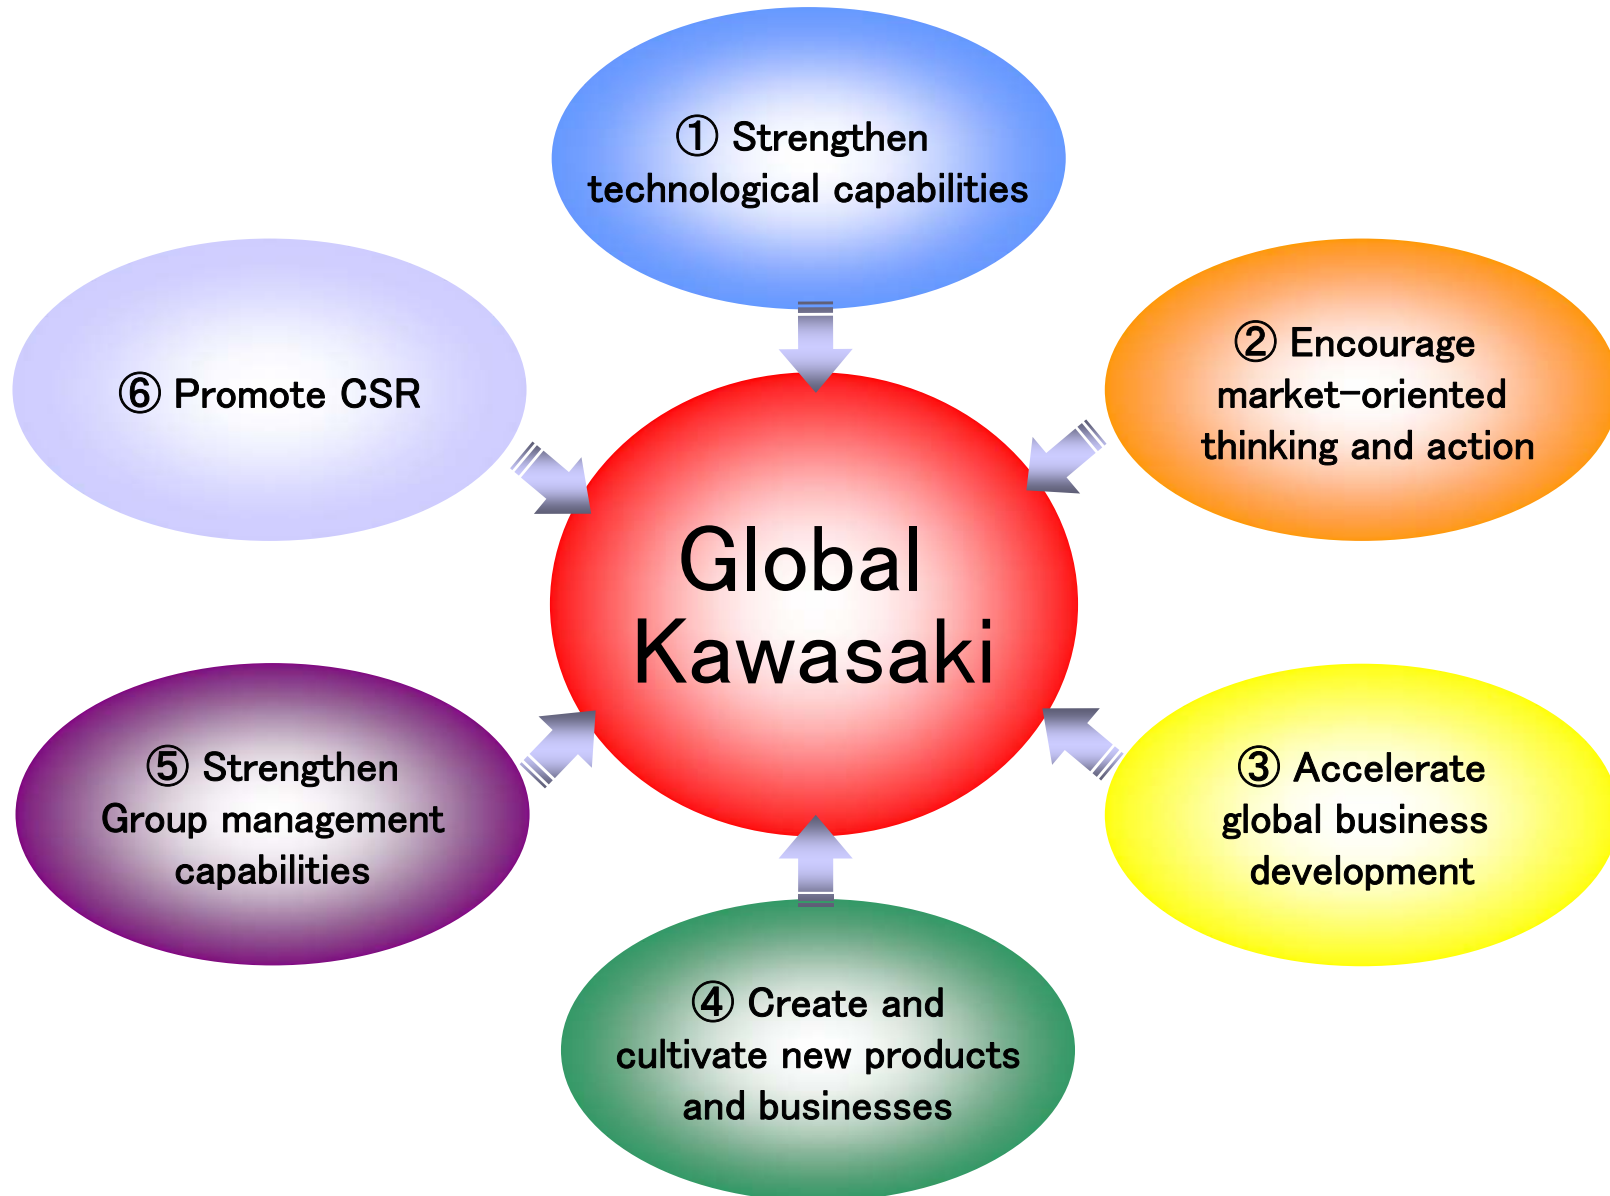 ① Strengthen
technological capabilities
② Encourage
market-oriented
thinking and action
③ Accelerate
global business
development
④ Create and
cultivate new products
and businesses
⑤ Strengthen
Group management
capabilities
⑥ Promote CSR
Global
Kawasaki